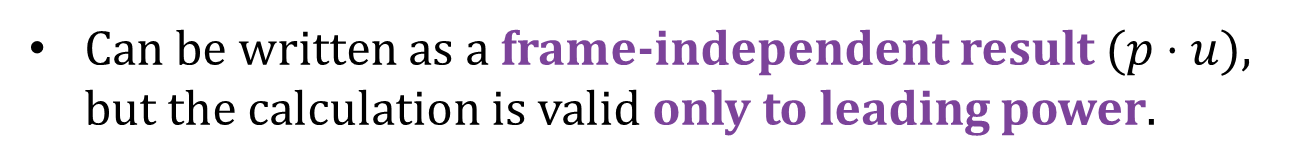 • Can be written as a frame-independent result (p · u),
but the calculation is valid only to leading power.